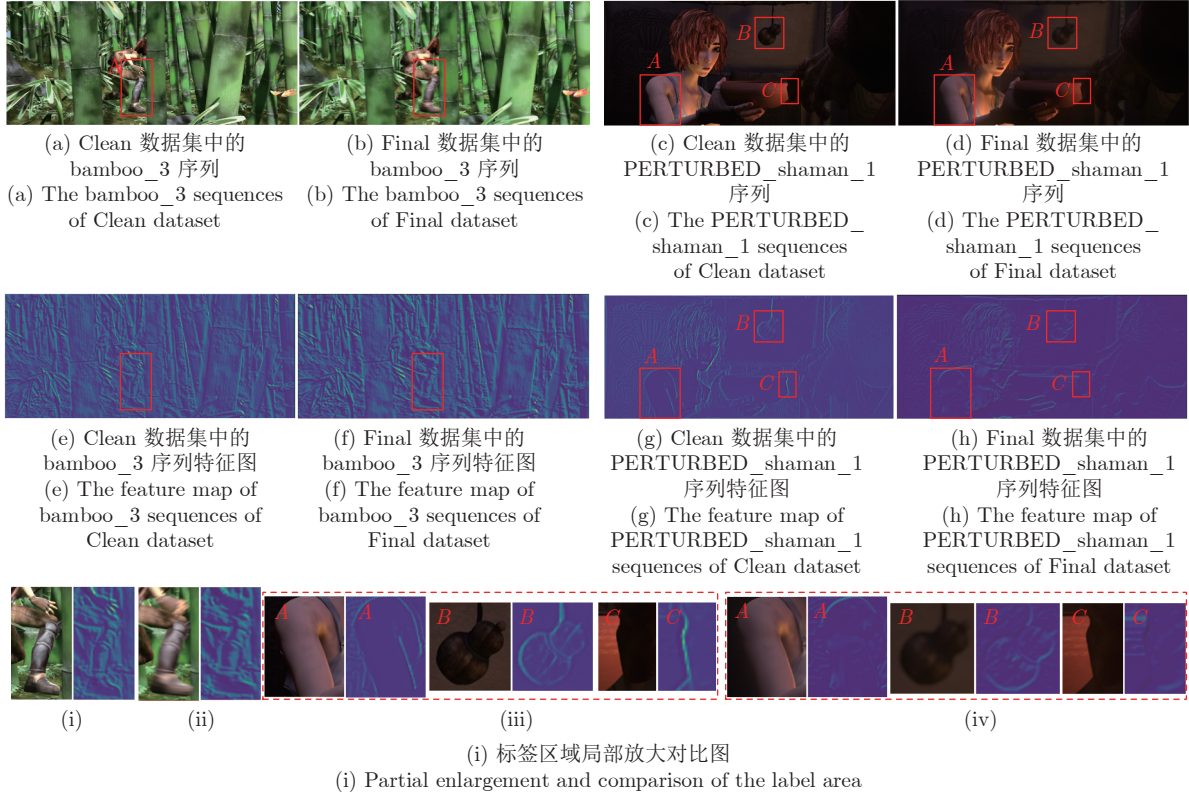 A
B
A
C
B
A
C
(a) Clean 数据集中的
bamboo_3 序列
(a) The bamboo_3 sequences
of Clean dataset
(b) Final 数据集中的
bamboo_3 序列
(b) The bamboo_3 sequences
of Final dataset
(c) Clean 数据集中的
PERTURBED_shaman_1
序列
(c) The PERTURBED_
shaman_1 sequences
of Clean dataset
(d) Final 数据集中的
PERTURBED_shaman_1
序列
(d) The PERTURBED_
shaman_1 sequences
of Final dataset
B
A
C
B
A
C
(e) Clean 数据集中的
bamboo_3 序列特征图
(e) The feature map of
bamboo_3 sequences of
Clean dataset
(f) Final 数据集中的
bamboo_3 序列特征图
(f) The feature map of
bamboo_3 sequences of
Final dataset
(g) Clean 数据集中的
PERTURBED_shaman_1
序列特征图
(g) The feature map of
PERTURBED_shaman_1
sequences of Clean dataset
(h) Final 数据集中的
PERTURBED_shaman_1
序列特征图
(h) The feature map of
PERTURBED_shaman_1
sequences of Final dataset
A A B B C C
A A B B C C
(i) (ii) (iii) (iv)
(i) 标签区域局部放大对比图
(i) Partial enlargement and comparison of the label area